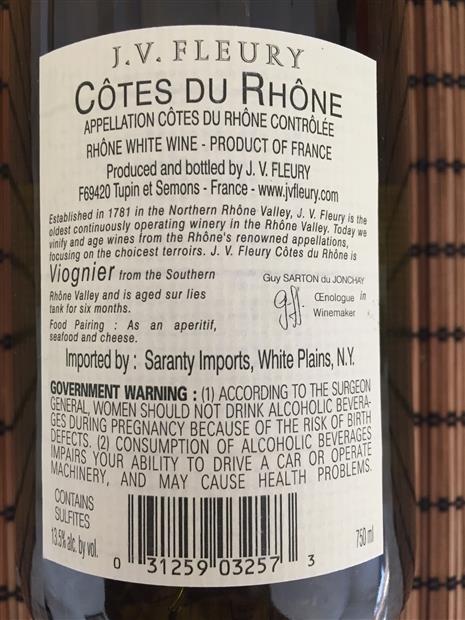 J.V. FLEURY
CÔTES DU RHÔNE
APPELLATION CÔTES DU RHÔNE CONTRÔLÉE
RHÔNE WHITE WINE - PRODUCT OF FRANCE
Produced and bottled by J. V. FLEURY
F69420 Tupin et Semons - France - www.jvfleury.com
Established in 1781 in the Northern Rhône Valley, J. V. Fleury is the
oldest continuously operating winery in the Rhône Valley. Today we
vinify and age wines from the Rhône's renowned appellations,
focusing on the choicest terroirs. J. V. Fleury Côtes du Rhône is
Viognier from the Southern
Rhône Valley and is aged sur lies
tank for six months.
Food Pairing : As an aperitif,
seafood and cheese.
Guy SARTON du JONCHAY
Œnologue in
Winemaker
Imported by : Saranty Imports, White Plains, N.Y.
GOVERNMENT WARNING : (1) ACCORDING TO THE SURGEON
GENERAL, WOMEN SHOULD NOT DRINK ALCOHOLIC BEVERA-
GES DURING PREGNANCY BECAUSE OF THE RISK OF BIRTH
DEFECTS. (2) CONSUMPTION OF ALCOHOLIC BEVERAGES
IMPAIRS YOUR ABILITY TO DRIVE A CAR OR OPERATE
MACHINERY, AND MAY CAUSE HEALTH PROBLEMS.
CONTAINS
SULFITES
13.5% alc. by vol.
0 31259 03257 3
750 ml